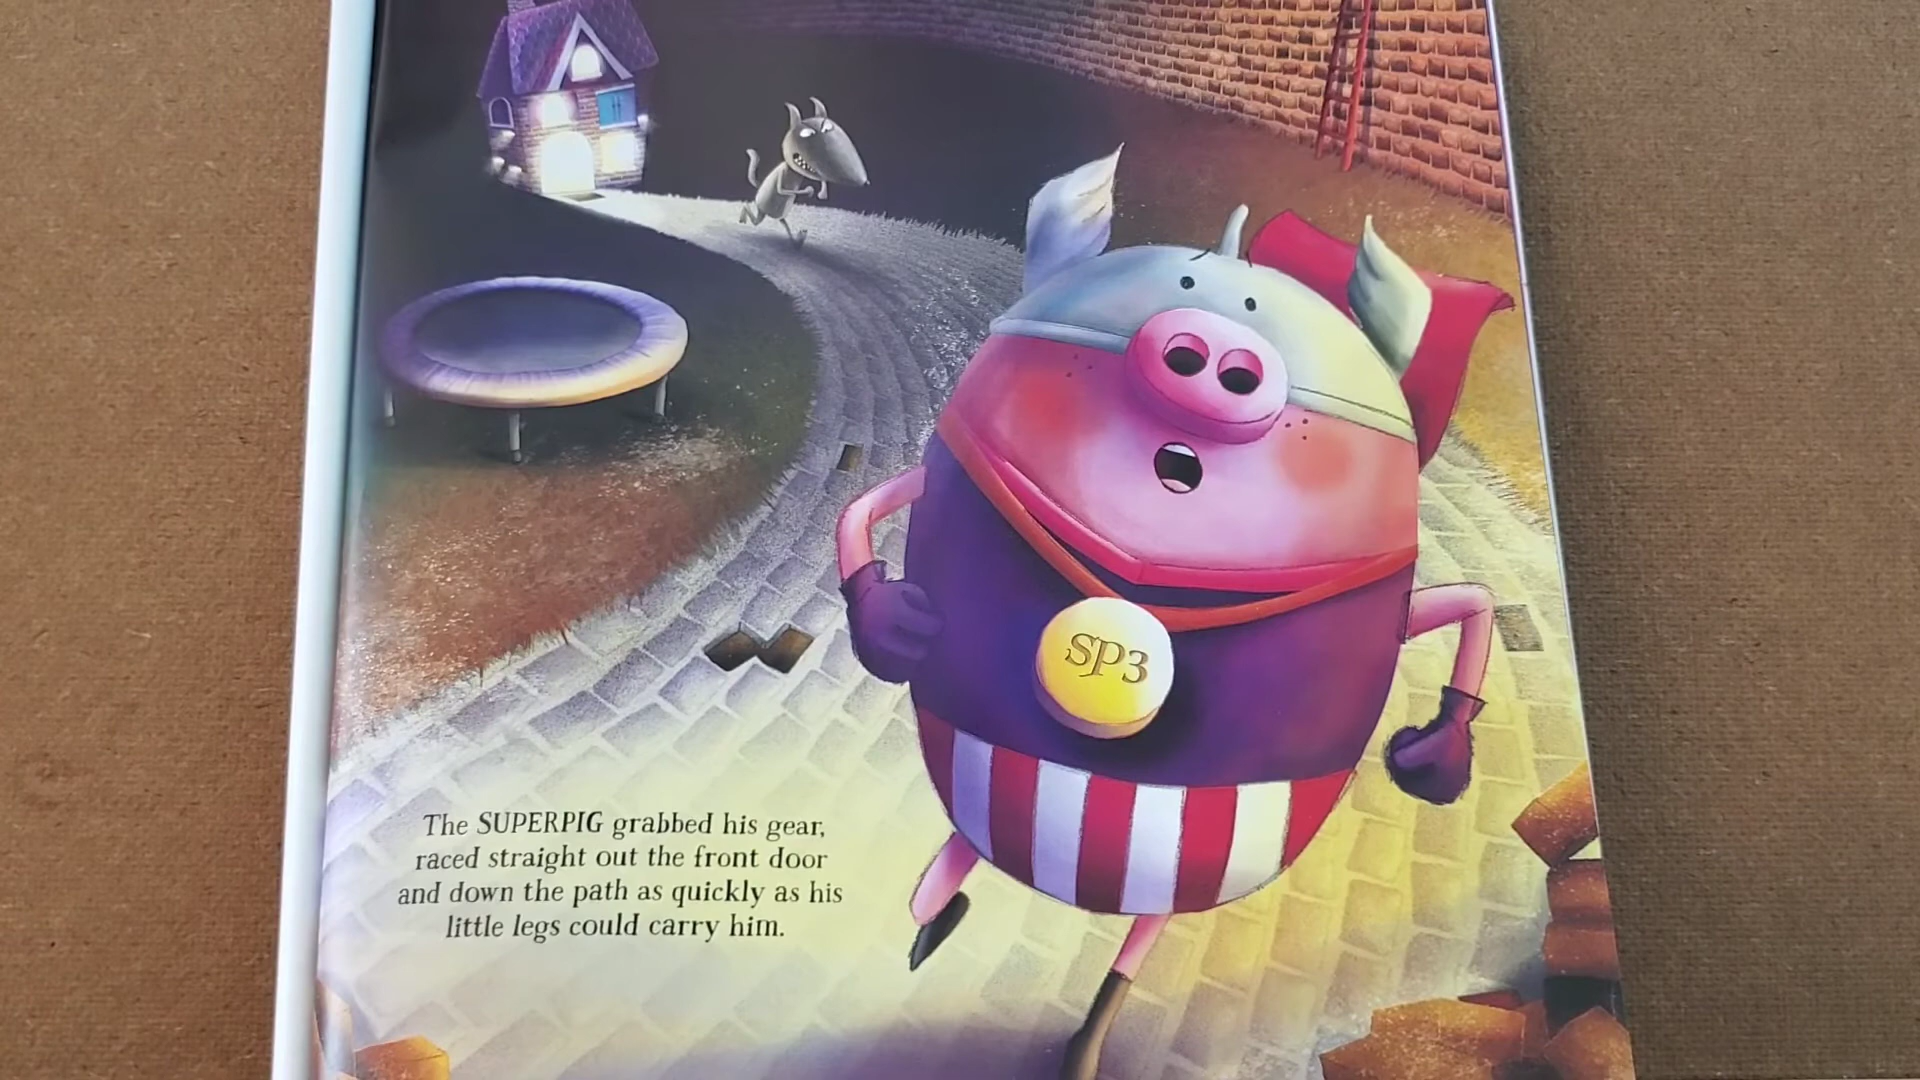 SP3
The SUPERPIG grabbed his gear,
raced straight out the front door
and down the path as quickly as his
little legs could carry him.